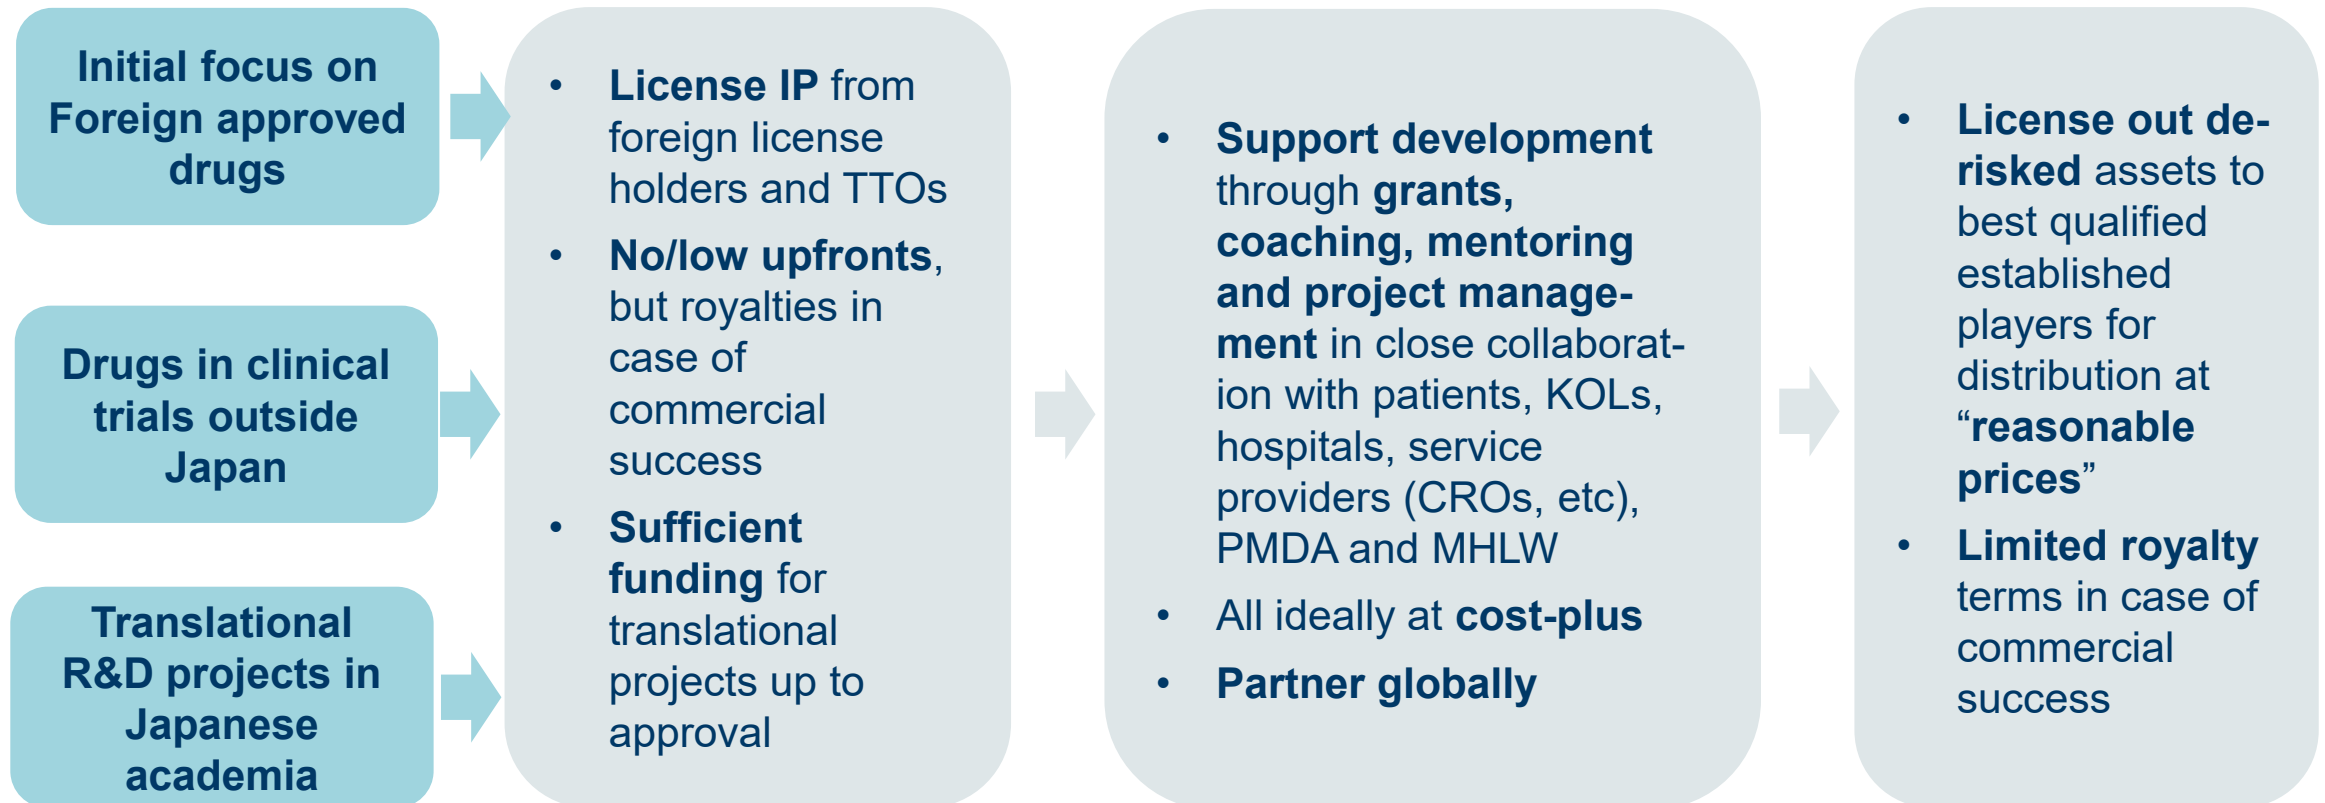 Initial focus on
Foreign approved
drugs
Drugs in clinical
trials outside
Japan
Translational
R&D projects in
Japanese
academia
• License IP from
foreign license
holders and TTOs
• No/low upfronts,
but royalties in
case of
commercial
success
• Sufficient
funding for
translational
projects up to
approval
• Support development
through grants,
coaching, mentoring
and project manage-
ment in close collaborat-
ion with patients, KOLs,
hospitals, service
providers (CROs, etc),
PMDA and MHLW
• All ideally at cost-plus
• Partner globally
• License out de-
risked assets to
best qualified
established
players for
distribution at
“reasonable
prices”
• Limited royalty
terms in case of
commercial
success